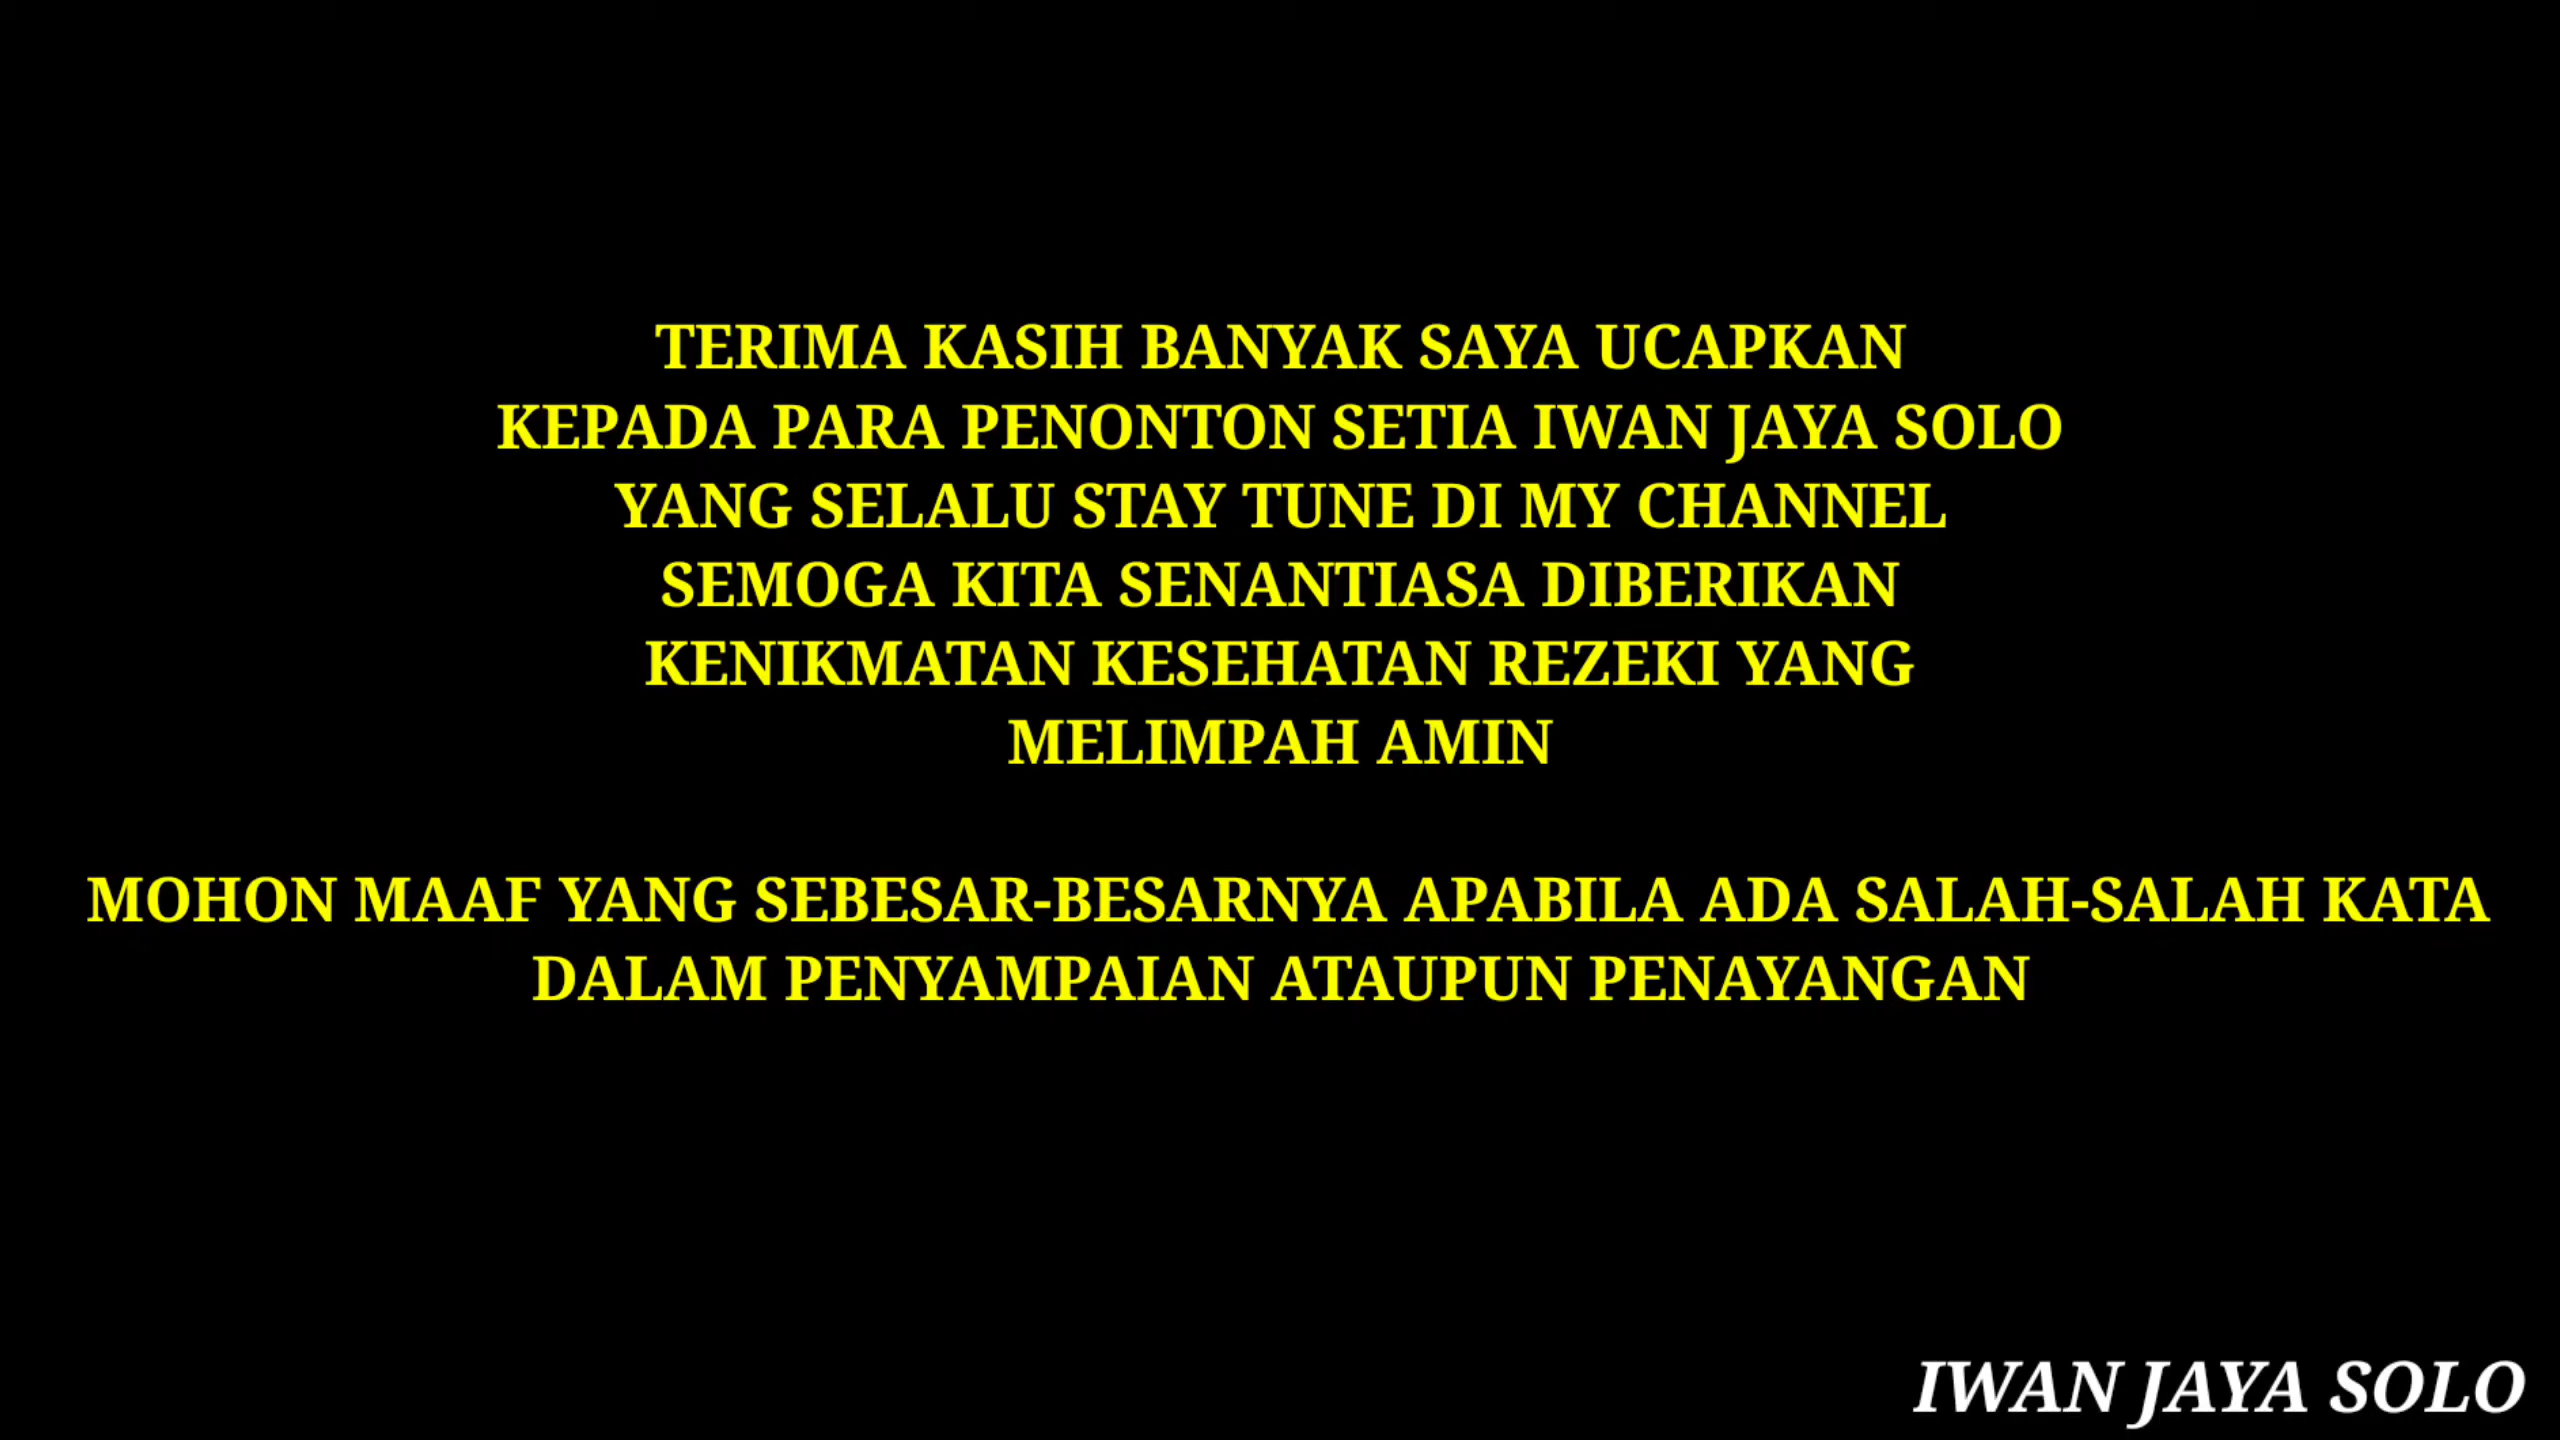 TERIMA KASIH BANYAK SAYA UCAPKAN
KEPADA PARA PENONTON SETIA IWAN JAYA SOLO
YANG SELALU STAY TUNE DI MY CHANNEL
SEMOGA KITA SENANTIASA DIBERIKAN
KENIKMATAN KESEHATAN REZEKI YANG
MELIMPAH AMIN
MOHON MAAF YANG SEBESAR-BESARNYA APABILA ADA SALAH-SALAH KATA
DALAM PENYAMPAIAN ATAUPUN PENAYANGAN
IWAN JAYA SOLO